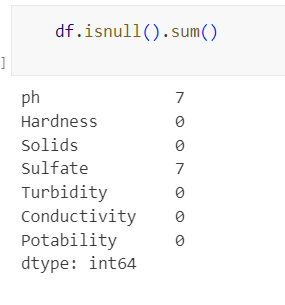 df.isnull().sum()
]
ph 7
Hardness 0
Solids 0
Sulfate 7
Turbidity 0
Conductivity 0
Potability 0
dtype: int64